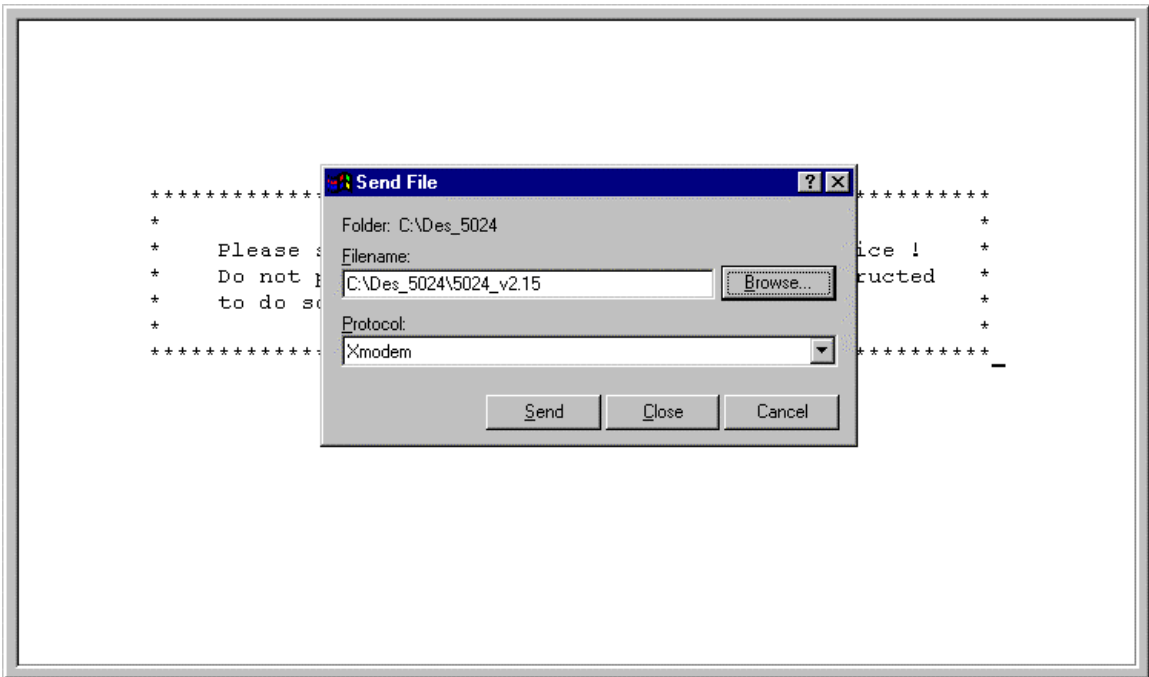 Send File
Folder: C:\Des_5024
Filename:
C:\Des_5024\5024_v2.15
Browse...
Protocol:
Xmodem
Send Close Cancel
*************	***********
* *
* Please ice ! *
* Do not ructed *
* to do *
* *
*************	***********